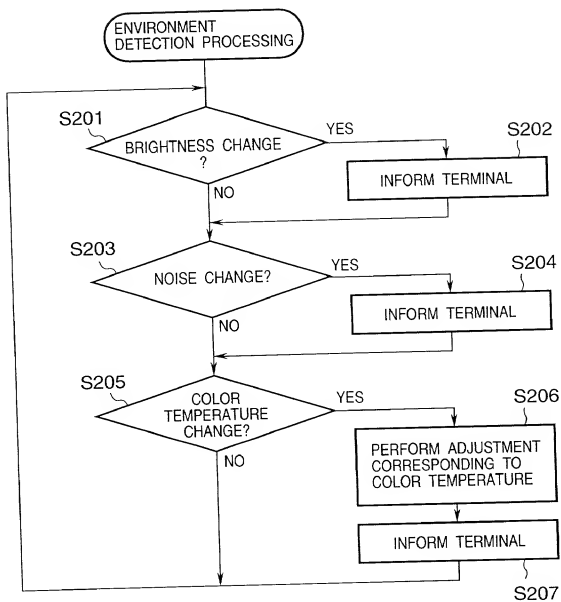 ENVIRONMENT
DETECTION PROCESSING
S201
BRIGHTNESS CHANGE
?
YES
NO
S202
INFORM TERMINAL
S203
NOISE CHANGE?
YES
NO
S204
INFORM TERMINAL
S205
COLOR
TEMPERATURE
CHANGE?
YES
NO
S206
PERFORM ADJUSTMENT
CORRESPONDING TO
COLOR TEMPERATURE
INFORM TERMINAL
S207